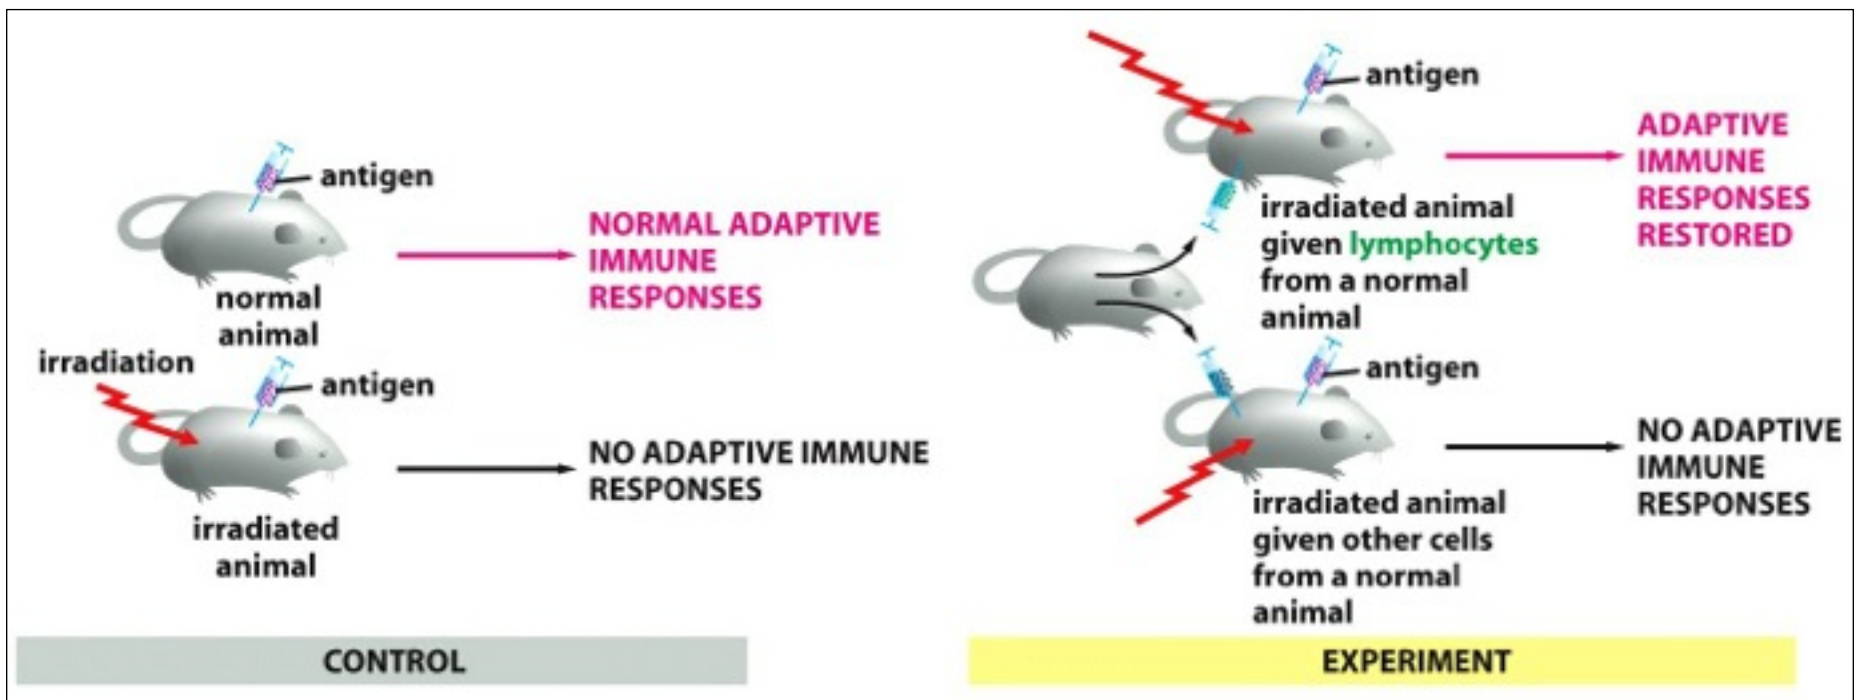 antigen
NORMAL ADAPTIVE
IMMUNE
RESPONSES
normal
animal
irradiation
antigen
NO ADAPTIVE IMMUNE
RESPONSES
irradiated
animal
CONTROL
antigen
ADAPTIVE
IMMUNE
RESPONSES
RESTORED
irradiated animal
given lymphocytes
from a normal
animal
antigen
NO ADAPTIVE
IMMUNE
RESPONSES
irradiated animal
given other cells
from a normal
animal
EXPERIMENT